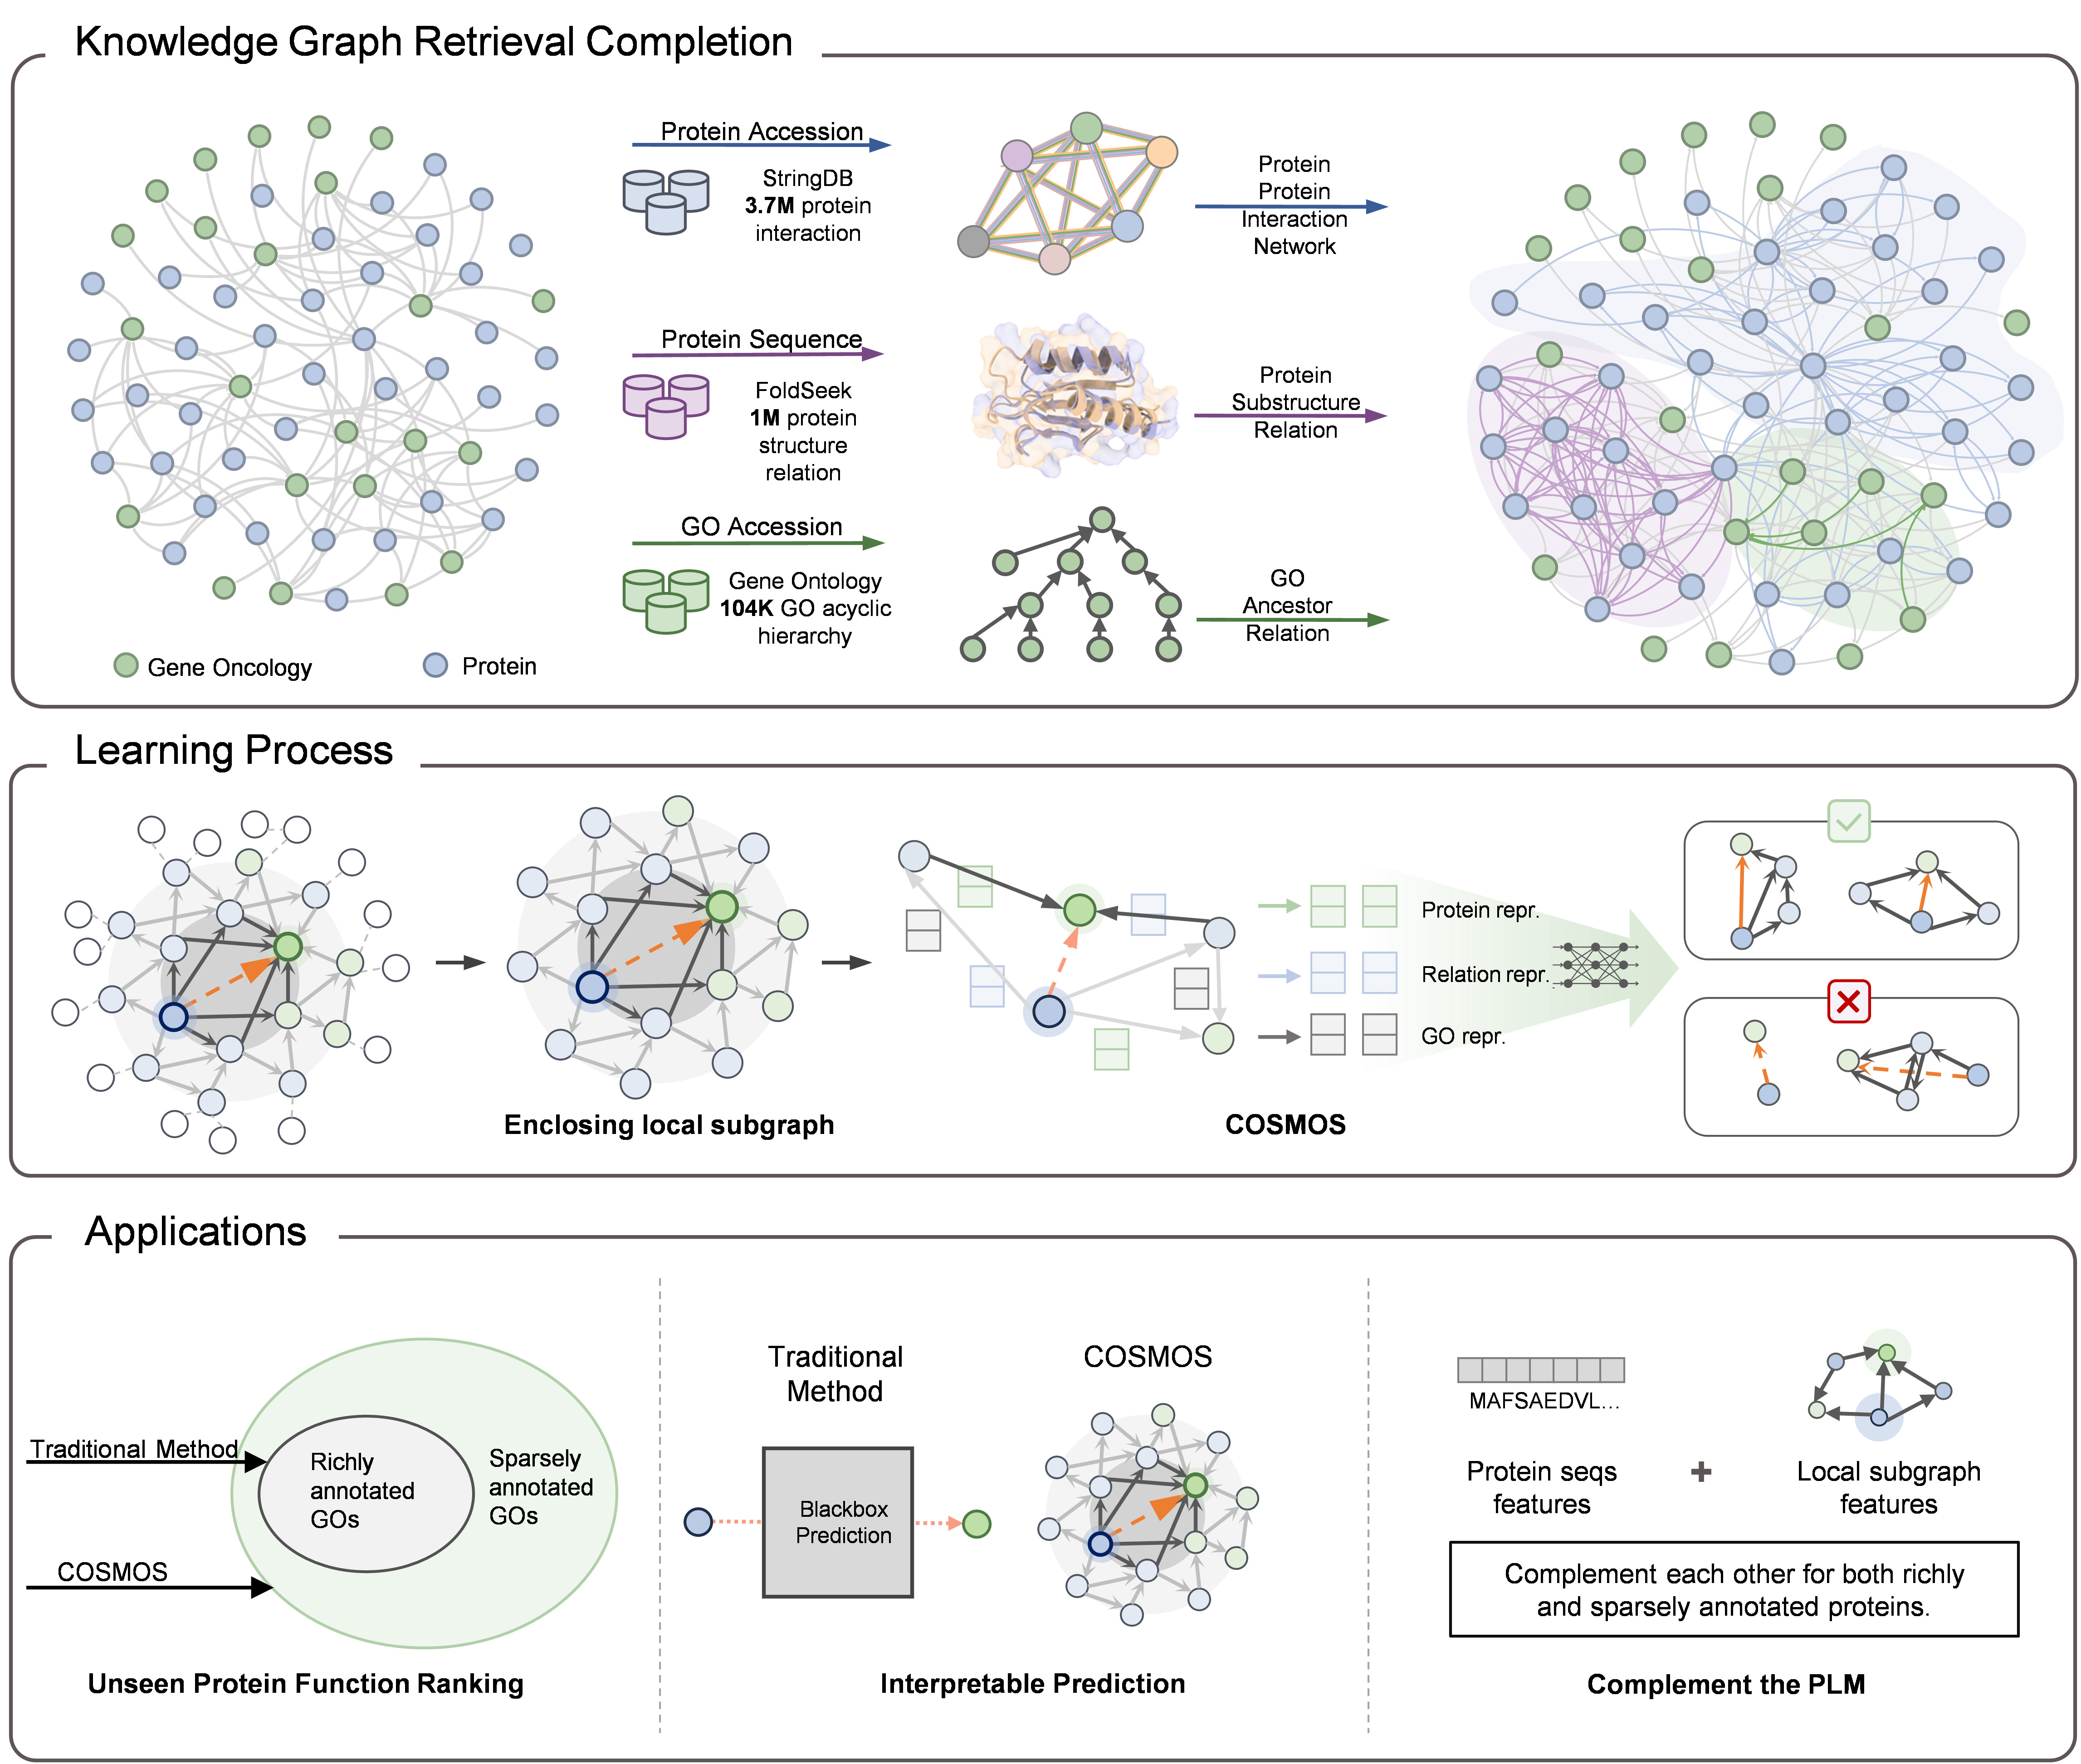 Knowledge Graph Retrieval Completion
Protein Accession
StringDB
3.7M protein
interaction
Protein
Protein
Interaction
Network
Protein Sequence
FoldSeek
1M protein
structure
relation
Protein
Substructure
Relation
GO Accession
Gene Ontology
104K GO acyclic
hierarchy
GO
Ancestor
Relation
Gene Oncology
Protein
Learning Process
Protein repr.
Relation repr.
GO repr.
Enclosing local subgraph
COSMOS
Applications
Traditional Method
COSMOS
Richly
annotated
GOs
Sparsely
annotated
GOs
Unseen Protein Function Ranking
Traditional
Method
Blackbox
Prediction
COSMOS
Interpretable Prediction
MAFSAEDVL...
Protein seqs
features
+
Local subgraph
features
Complement each other for both richly
and sparsely annotated proteins.
Complement the PLM